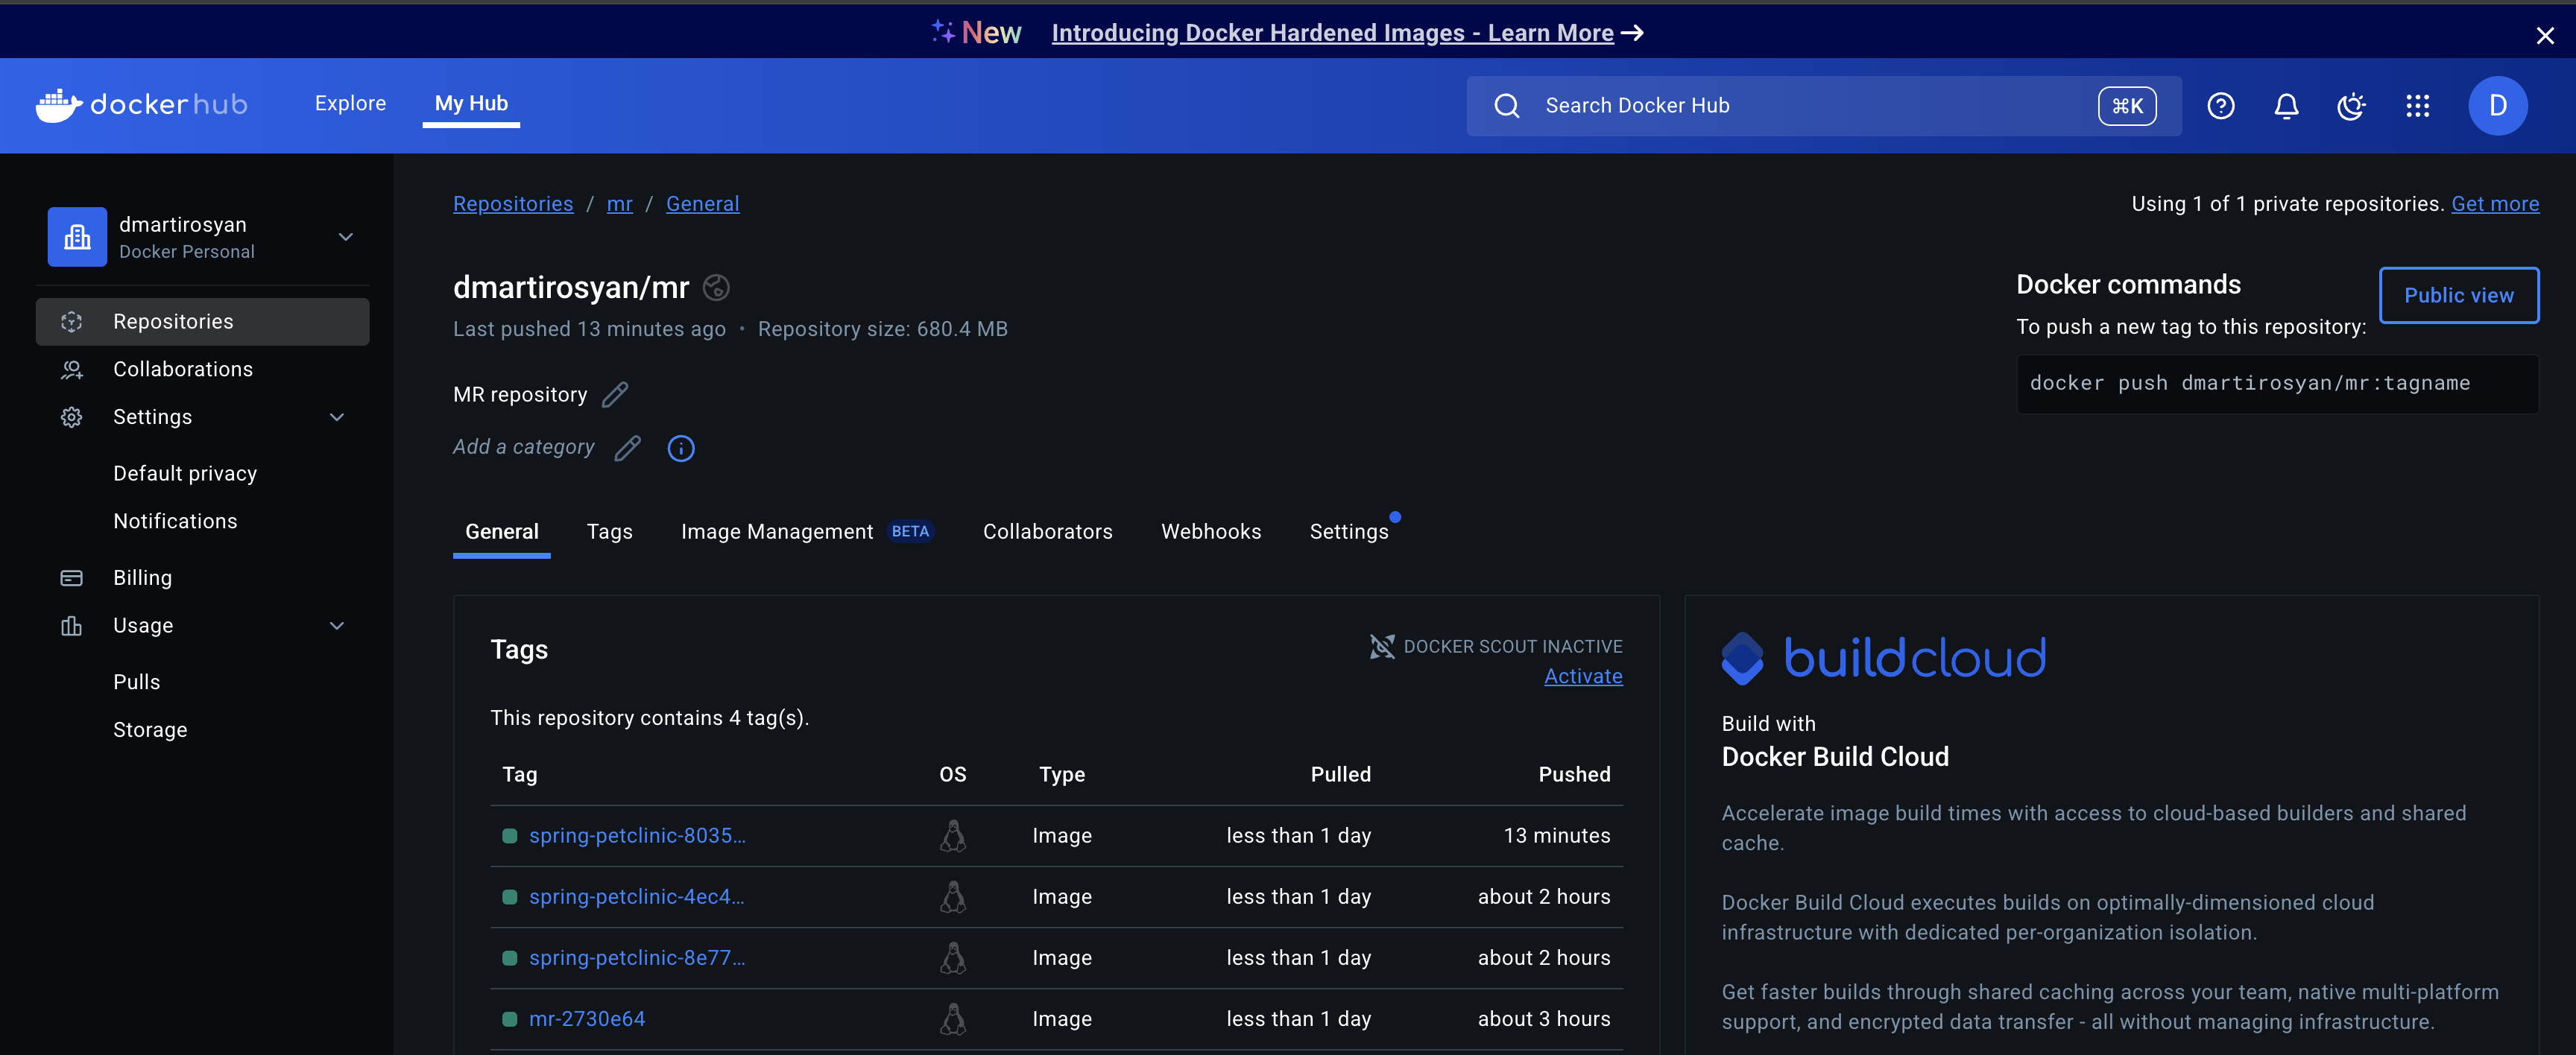 New Introducing Docker Hardened Images - Learn More
dockerhub Explore My Hub Search Docker Hub ⌘K D
dmartirosyan
Docker Personal
Repositories
Collaborations
Settings
Default privacy
Notifications
Billing
Usage
Pulls
Storage
Repositories / mr / General
Using 1 of 1 private repositories. Get more
dmartirosyan/mr
Last pushed 13 minutes ago • Repository size: 680.4 MB
MR repository
Add a category
Docker commands
Public view
To push a new tag to this repository:
docker push dmartirosyan/mr:tagname
General Tags Image Management BETA Collaborators Webhooks Settings
Tags
DOCKER SCOUT INACTIVE
Activate
This repository contains 4 tag(s).
Tag OS Type Pulled Pushed
spring-petclinic-8035... Image less than 1 day 13 minutes
spring-petclinic-4ec4... Image less than 1 day about 2 hours
spring-petclinic-8e77... Image less than 1 day about 2 hours
mr-2730e64 Image less than 1 day about 3 hours
buildcloud
Build with
Docker Build Cloud
Accelerate image build times with access to cloud-based builders and shared
cache.
Docker Build Cloud executes builds on optimally-dimensioned cloud
infrastructure with dedicated per-organization isolation.
Get faster builds through shared caching across your team, native multi-platform
support, and encrypted data transfer - all without managing infrastructure.